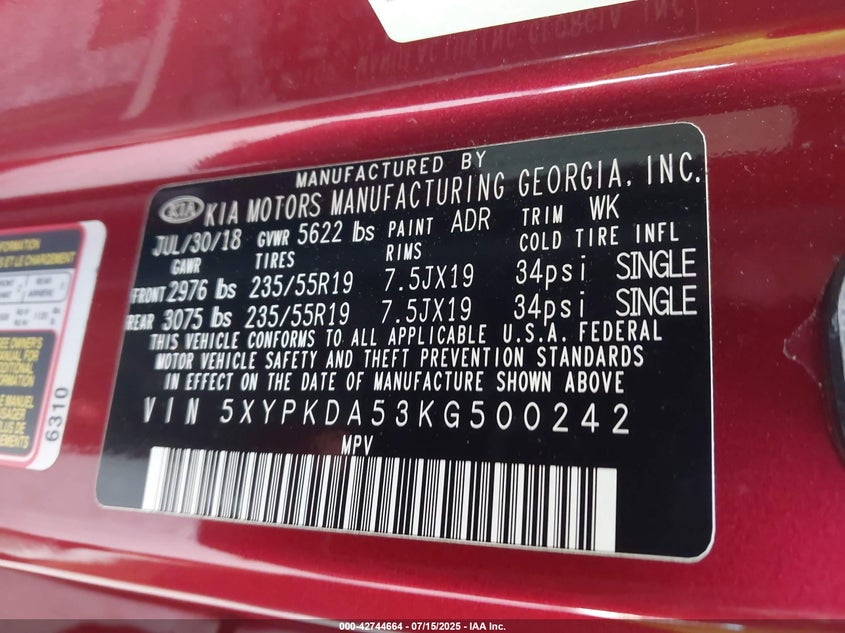 MANUFACTURED BY
KIA KIA MOTORS MANUFACTURING GEORGIA, INC.
JUL/30/18 GVWR 5622 lbs PAINT ADR TRIM WK
GAWR TIRES RIMS COLD TIRE INFL
FRONT 2976 lbs 235/55R19 7.5JX19 34psi SINGLE
REAR 3075 lbs 235/55R19 7.5JX19 34psi SINGLE
THIS VEHICLE CONFORMS TO ALL APPLICABLE U.S.A. FEDERAL
MOTOR VEHICLE SAFETY AND THEFT PREVENTION STANDARDS
IN EFFECT ON THE DATE OF MANUFACTURE SHOWN ABOVE
VIN 5XYPKDA53KG500242
MPV
6310
000-42744664 - 07/15/2025 - IAA Inc.